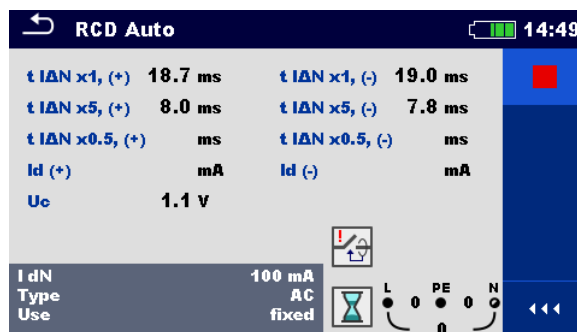 RCD Auto 14:49
t IΔN x1, (+) 18.7 ms t IΔN x1, (-) 19.0 ms
t IΔN x5, (+) 8.0 ms t IΔN x5, (-) 7.8 ms
t IΔN x0.5, (+) ms t IΔN x0.5, (-) ms
Id (+) mA Id (-) mA
Uc 1.1 V
!
I dN 100 mA
Type AC
Use fixed
L PE N
0 0
0